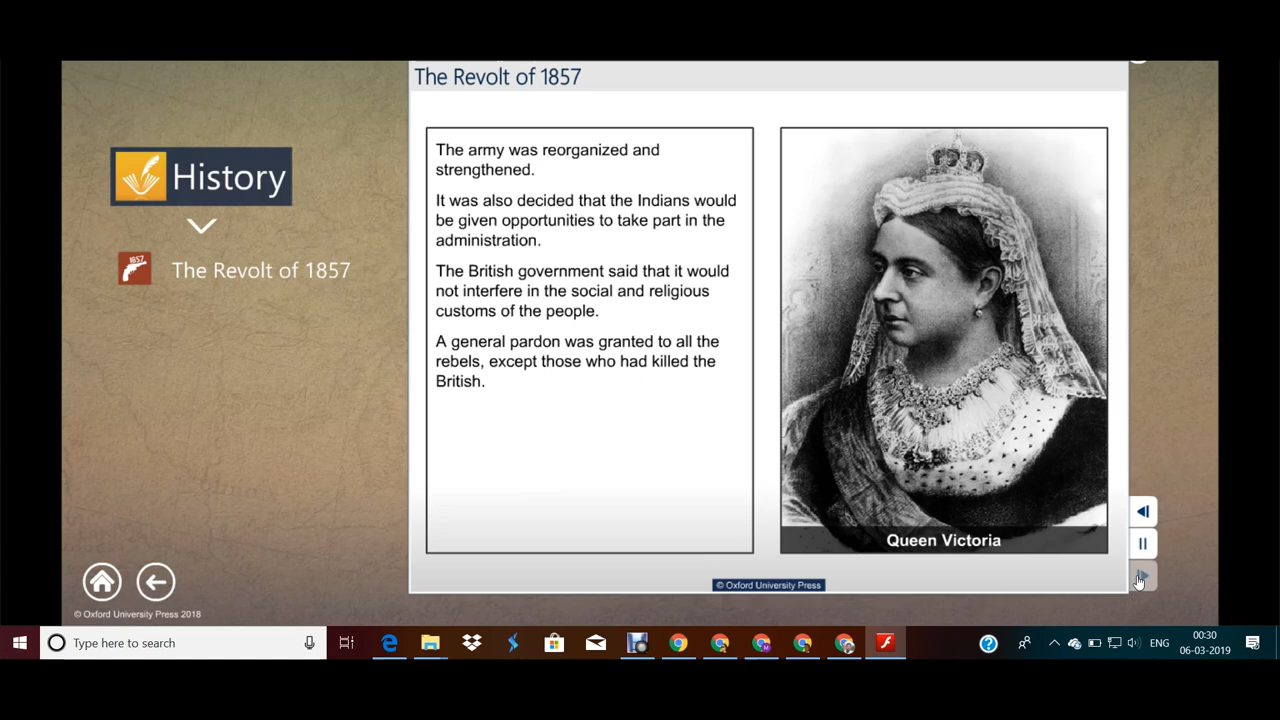 The Revolt of 1857
History
The Revolt of 1857
The army was reorganized and
strengthened.
It was also decided that the Indians would
be given opportunities to take part in the
administration.
The British government said that it would
not interfere in the social and religious
customs of the people.
A general pardon was granted to all the
rebels, except those who had killed the
British.
Queen Victoria
© Oxford University Press
© Oxford University Press 2018
Type here to search
ENG
00:30
06-03-2019